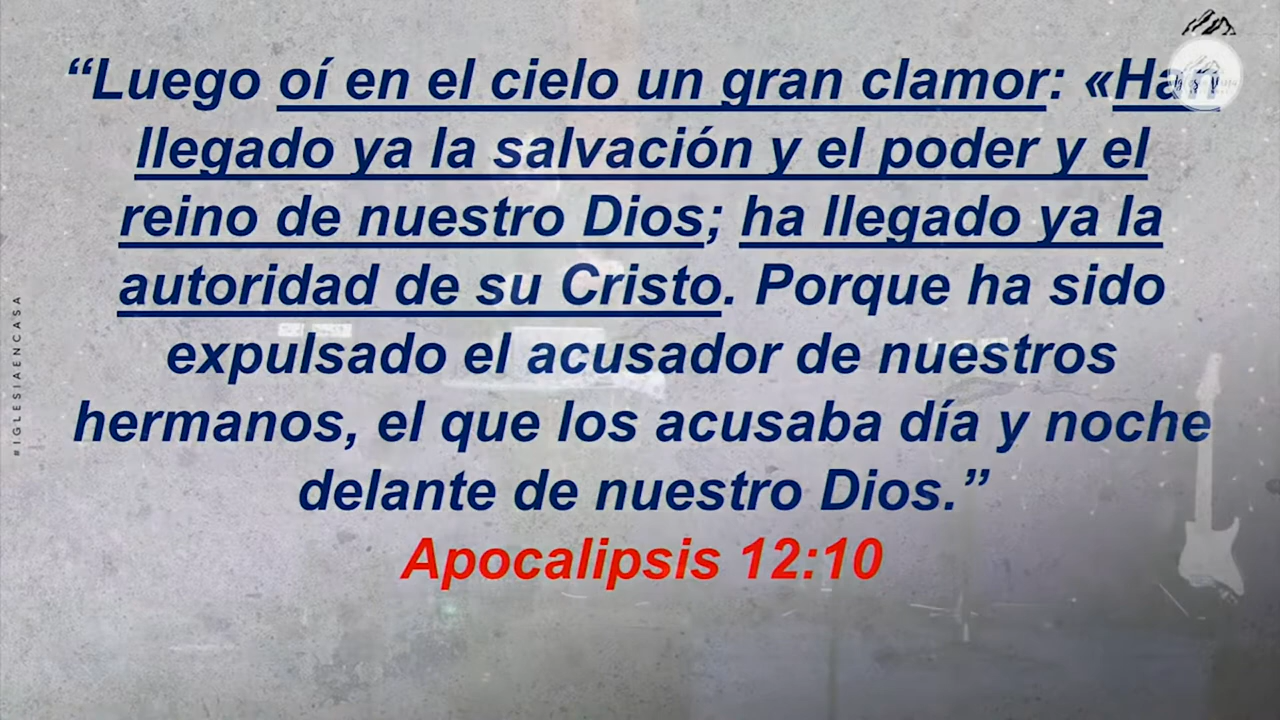 “Luego oí en el cielo un gran clamor: «Han
llegado ya la salvación y el poder y el
reino de nuestro Dios; ha llegado ya la
autoridad de su Cristo. Porque ha sido
expulsado el acusador de nuestros
hermanos, el que los acusaba día y noche
delante de nuestro Dios.”
Apocalipsis 12:10
#IGLESIAENCASA